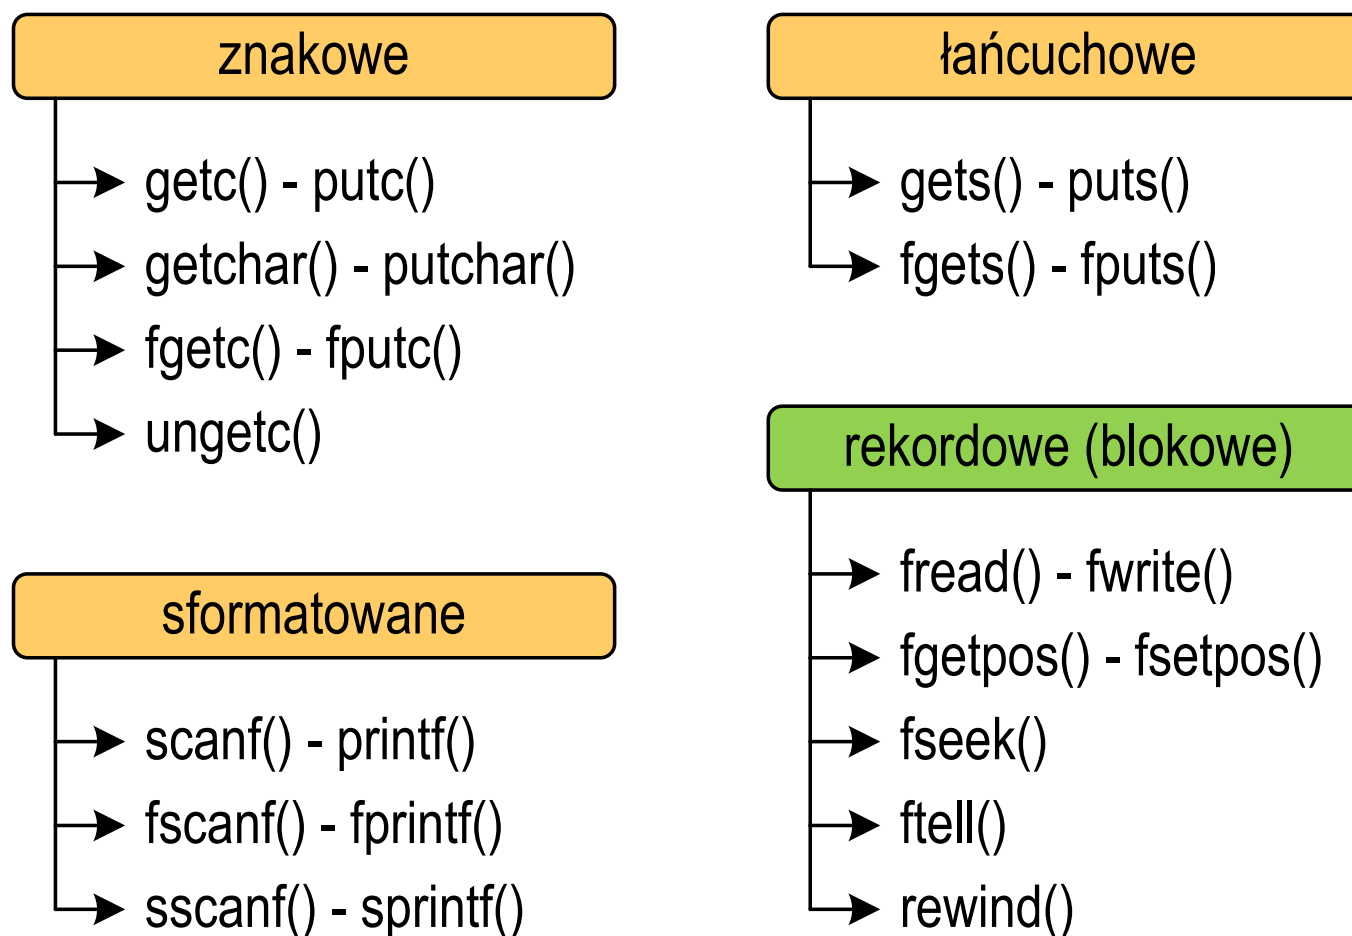 znakowe
getc() - putc()
getchar() - putchar()
fgetc() - fputc()
ungetc()
sformatowane
scanf() - printf()
fscanf() - fprintf()
sscanf() - sprintf()
łańcuchowe
gets() - puts()
fgets() - fputs()
rekordowe (blokowe)
fread() - fwrite()
fgetpos() - fsetpos()
fseek()
ftell()
rewind()